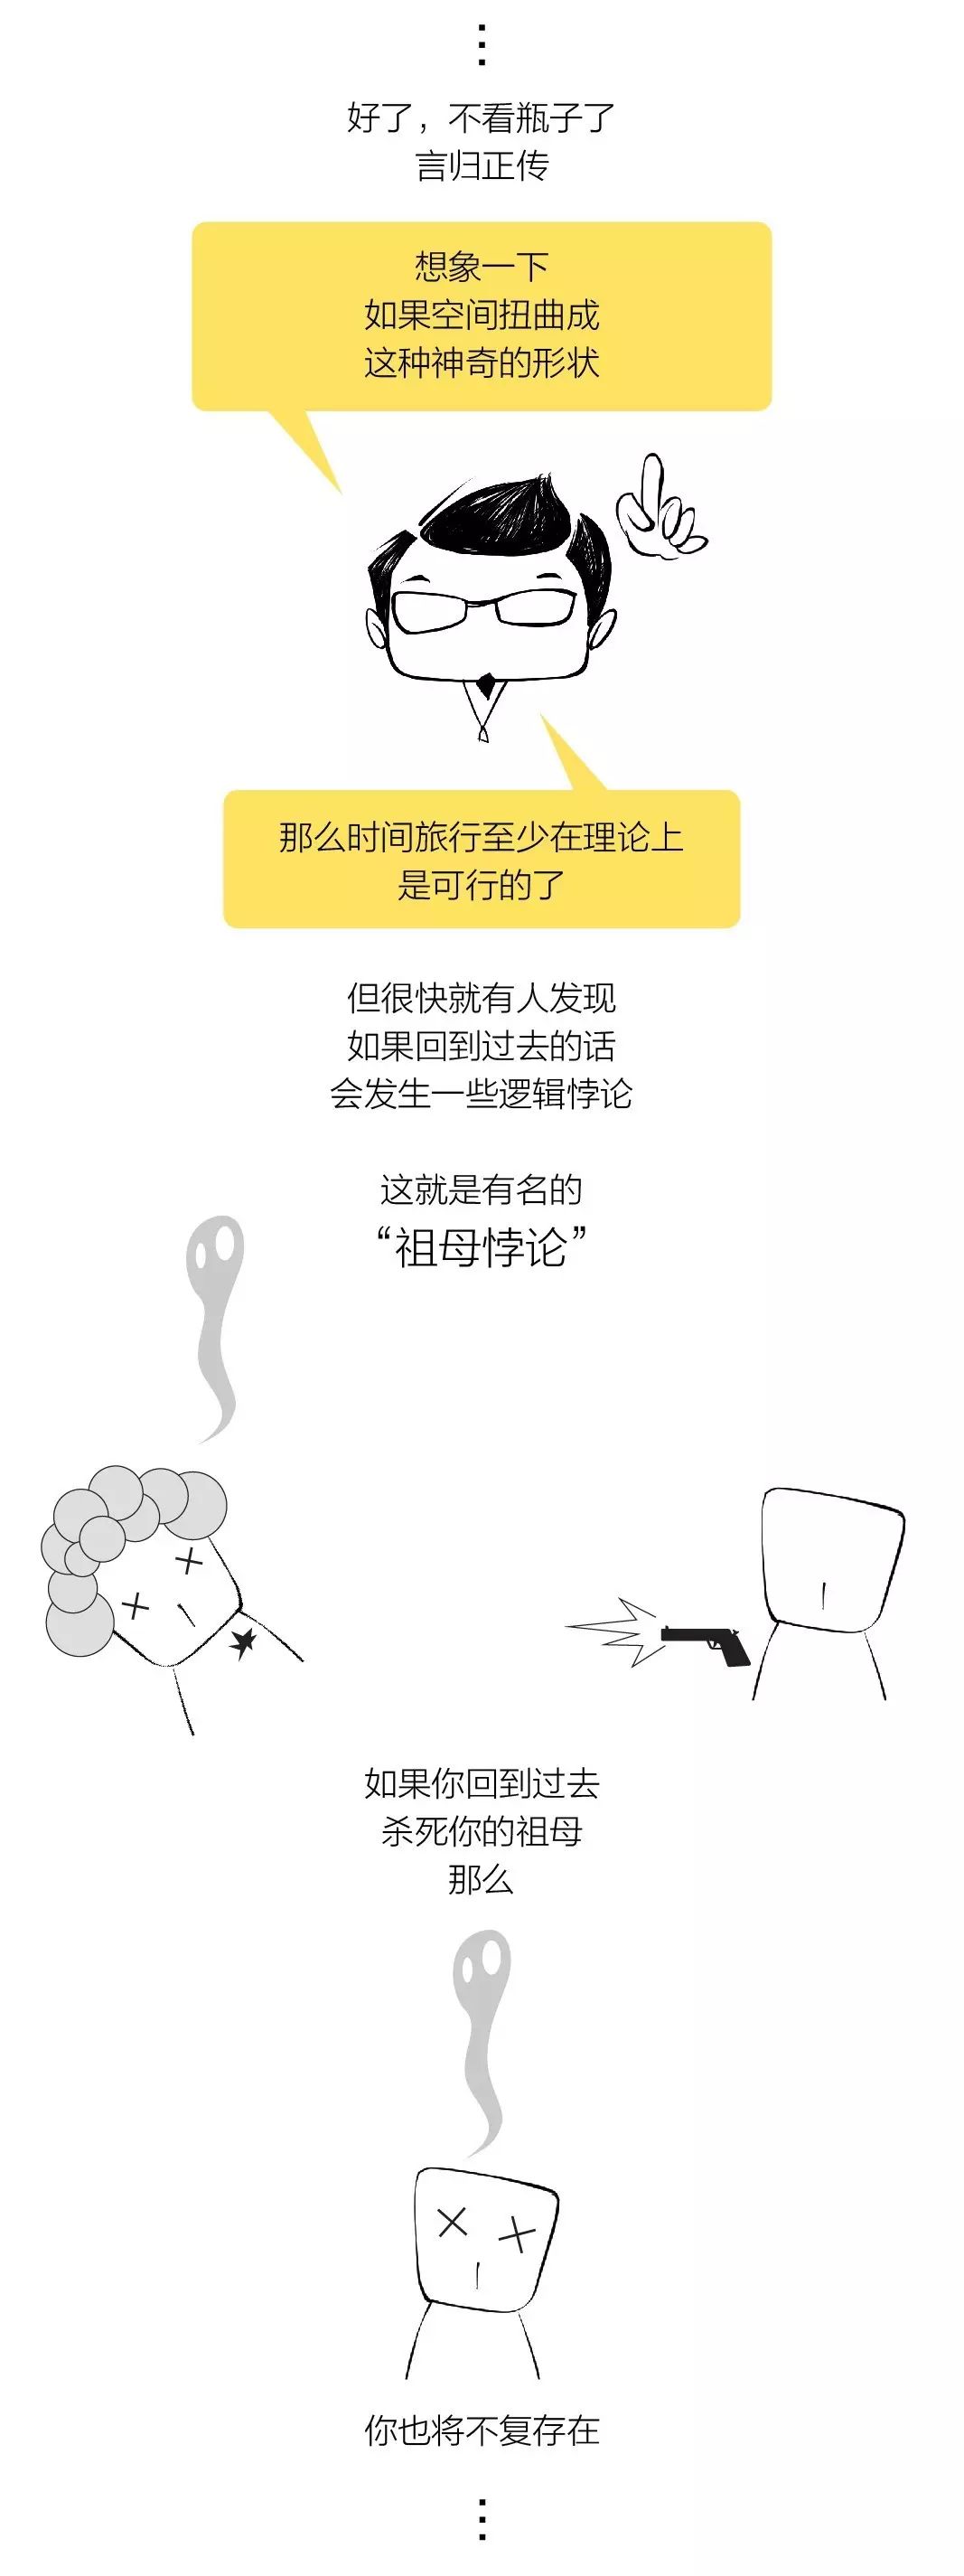 好了，不看瓶子了
言归正传
想象一下
如果空间扭曲成
这种神奇的形状
那么时间旅行至少在理论上
是可行的了
但很快就有人发现
如果回到过去的话
会发生一些逻辑悖论
这就是有名的
“祖母悖论”
如果你回到过去
杀死你的祖母
那么
你也将不复存在